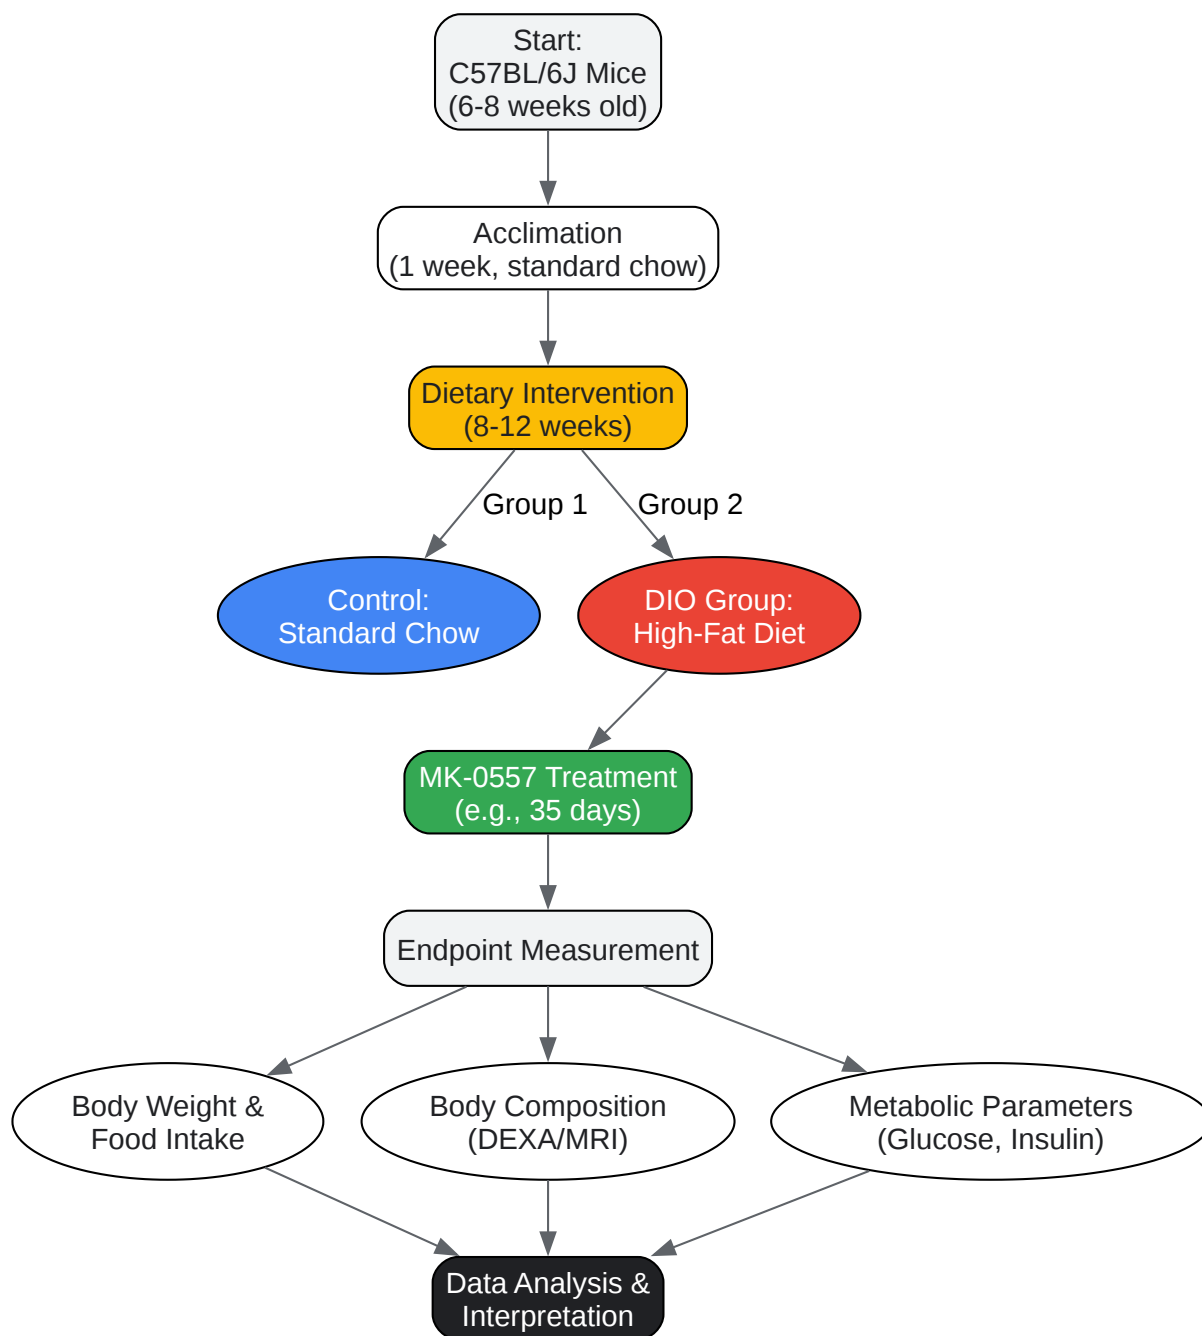 Start:
C57BL/6J Mice
(6-8 weeks old)
Acclimation
(1 week, standard chow)
Dietary Intervention
(8-12 weeks)
Group 1
Group 2
Control:
Standard Chow
DIO Group:
High-Fat Diet
MK-0557 Treatment
(e.g., 35 days)
Endpoint Measurement
Body Weight &
Food Intake
Body Composition
(DEXA/MRI)
Metabolic Parameters
(Glucose, Insulin)
Data Analysis &
Interpretation